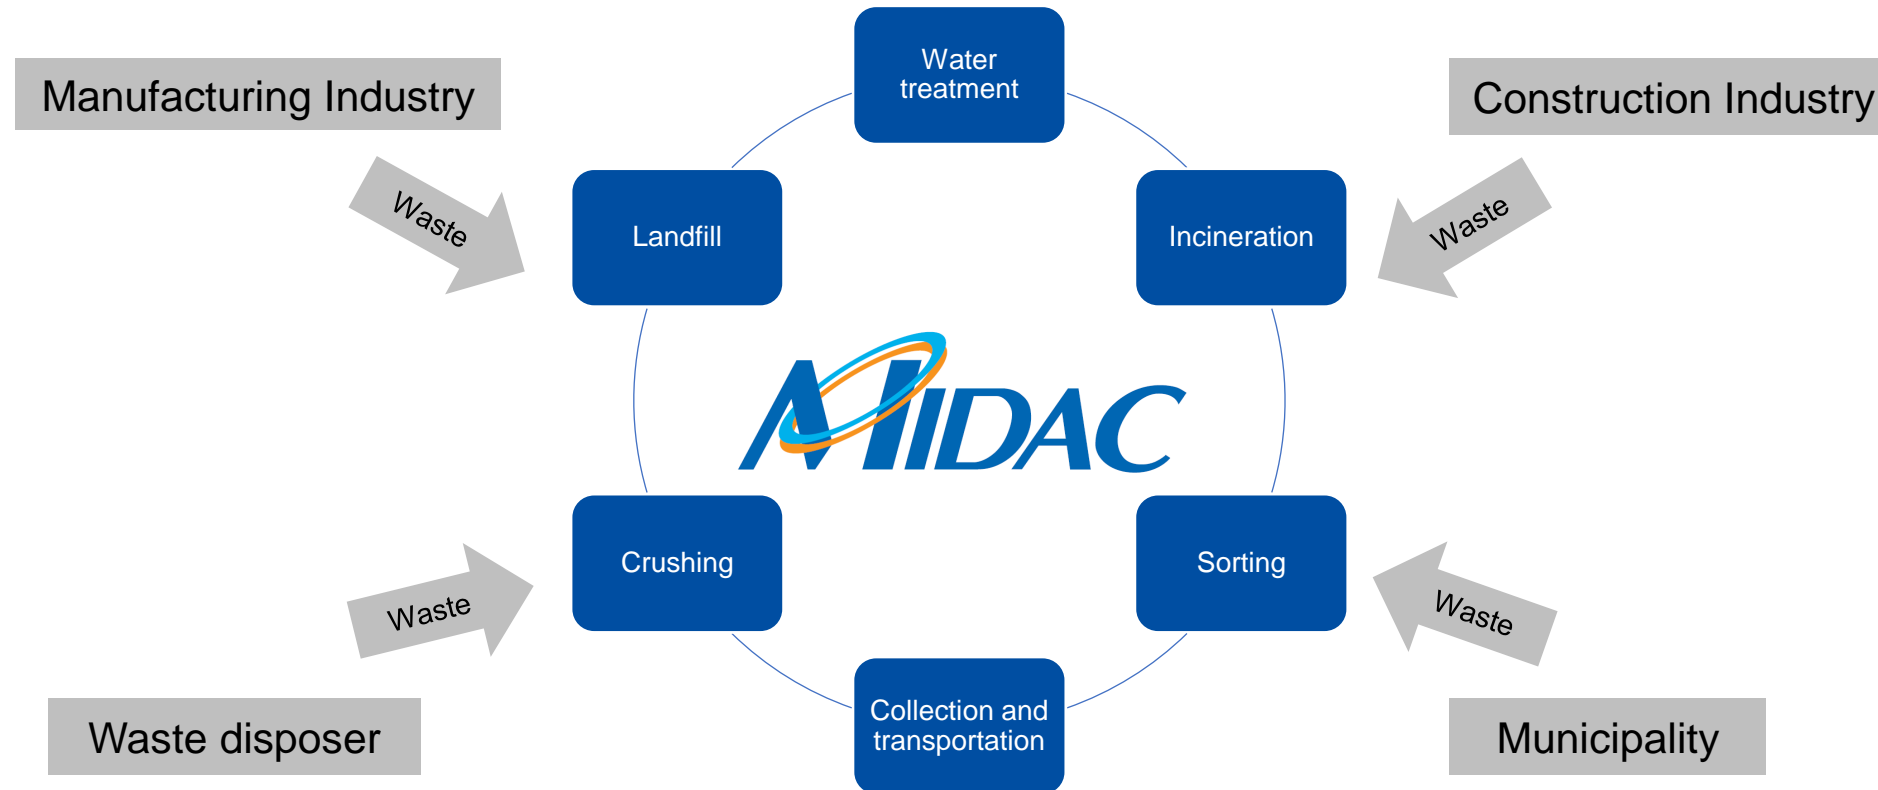 Water
treatment
Manufacturing Industry
Construction Industry
Waste
Landfill
Incineration
Waste
MIDAC
Waste
Crushing
Sorting
Waste
Collection and
transportation
Waste disposer
Municipality